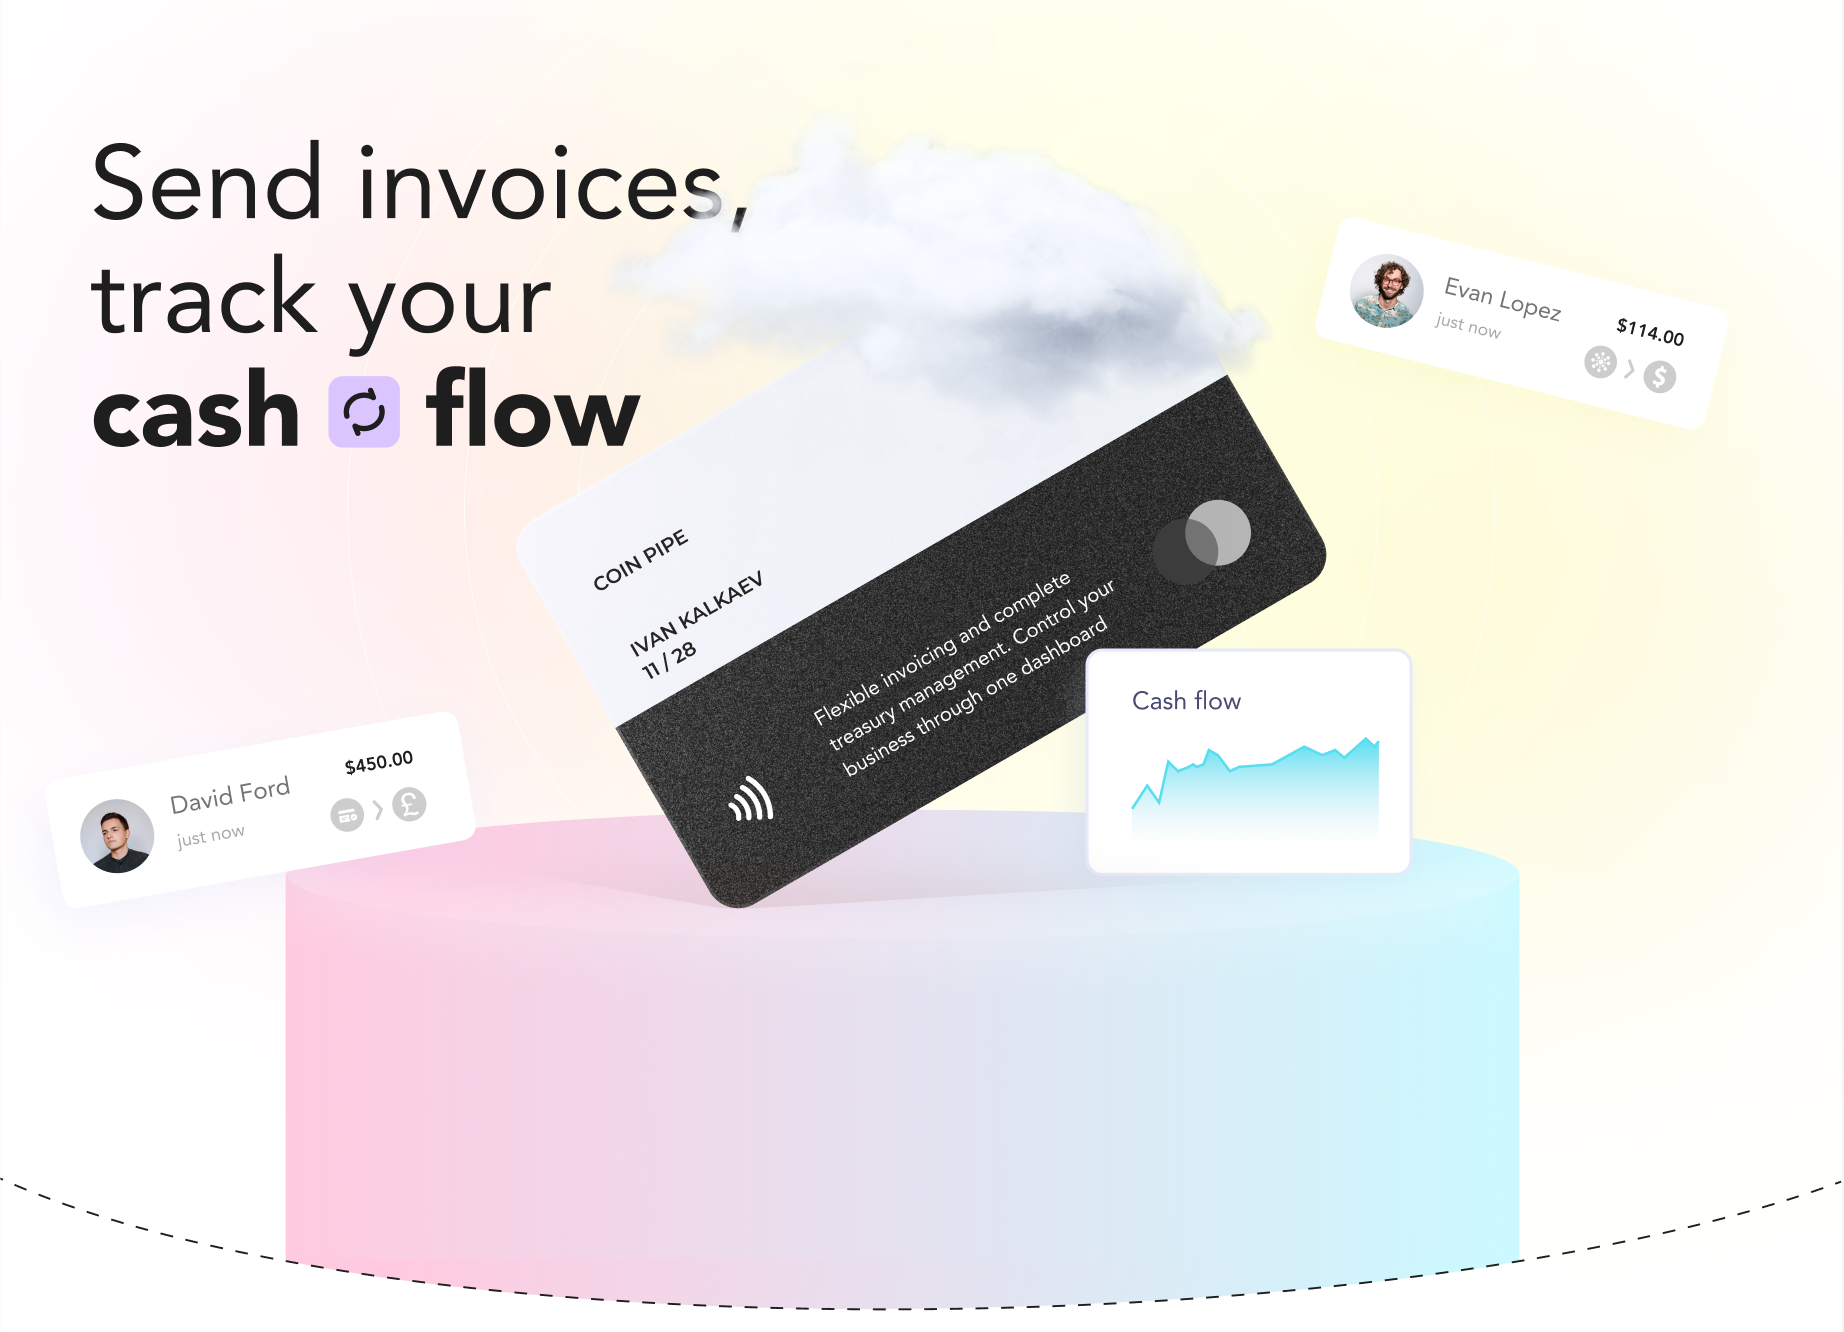 Send invoices,
track your
cash flow
Evan Lopez
just now
$114.00
$
COIN PIPE
IVAN KALKAEV
11 / 28
Flexible invoicing and complete
treasury management. Control your
business through one dashboard
Cash flow
David Ford
just now
$450.00
£